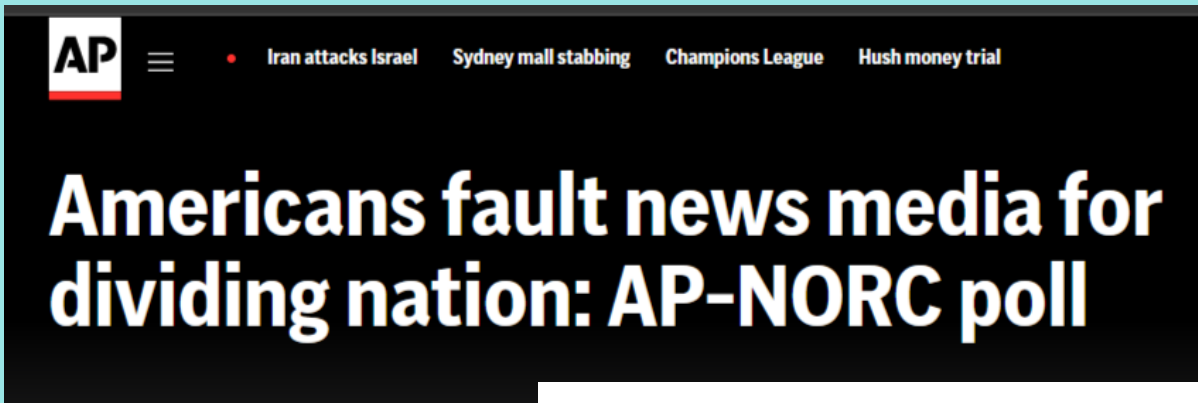 AP
Iran attacks Israel Sydney mall stabbing Champions League Hush money trial
Americans fault news media for
dividing nation: AP-NORC poll